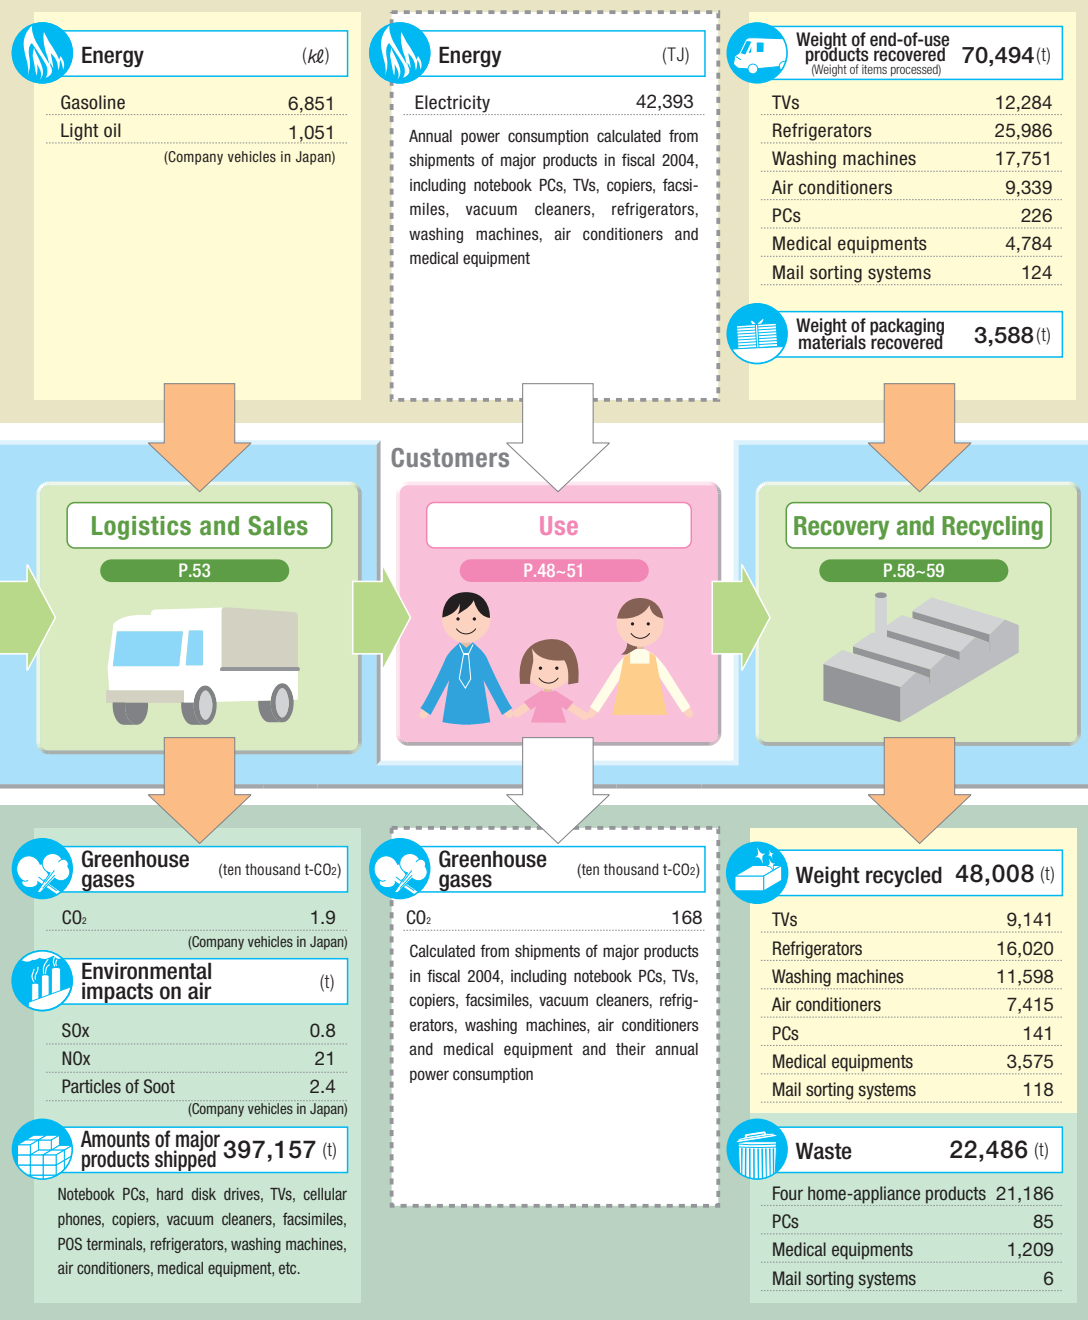 Energy (kl)
Gasoline 6,851
Light oil 1,051
(Company vehicles in Japan)
Energy (TJ)
Electricity 42,393
Annual power consumption calculated from
shipments of major products in fiscal 2004,
including notebook PCs, TVs, copiers, facsi-
miles, vacuum cleaners, refrigerators,
washing machines, air conditioners and
medical equipment
Weight of end-of-use
products recovered 70,494 (t)
(Weight of items processed)
TVs 12,284
Refrigerators 25,986
Washing machines 17,751
Air conditioners 9,339
PCs 226
Medical equipments 4,784
Mail sorting systems 124
Weight of packaging
materials recovered 3,588 (t)
Customers
Logistics and Sales
P.53
Use
P.48~51
Recovery and Recycling
P.58~59
Greenhouse
gases (ten thousand t-CO2)
CO2 1.9
(Company vehicles in Japan)
Environmental
impacts on air (t)
SOx 0.8
NOx 21
Particles of Soot 2.4
(Company vehicles in Japan)
Amounts of major
products shipped 397,157 (t)
Notebook PCs, hard disk drives, TVs, cellular
phones, copiers, vacuum cleaners, facsimiles,
POS terminals, refrigerators, washing machines,
air conditioners, medical equipment, etc.
Greenhouse
gases (ten thousand t-CO2)
CO2 168
Calculated from shipments of major products
in fiscal 2004, including notebook PCs, TVs,
copiers, facsimiles, vacuum cleaners, refrig-
erators, washing machines, air conditioners
and medical equipment and their annual
power consumption
Weight recycled 48,008 (t)
TVs 9,141
Refrigerators 16,020
Washing machines 11,598
Air conditioners 7,415
PCs 141
Medical equipments 3,575
Mail sorting systems 118
Waste 22,486 (t)
Four home-appliance products 21,186
PCs 85
Medical equipments 1,209
Mail sorting systems 6